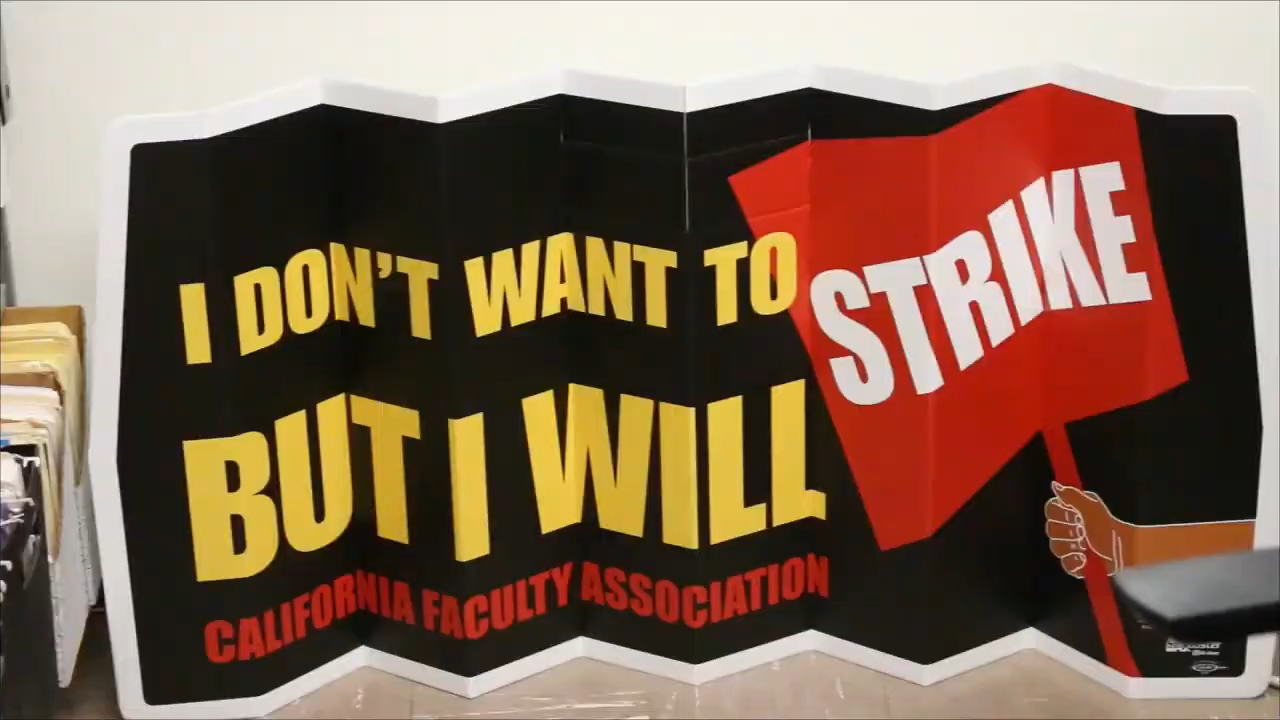 I DON'T WANT TO
STRIKE
BUT I WILL
CALIFORNIA FACULTY ASSOCIATION